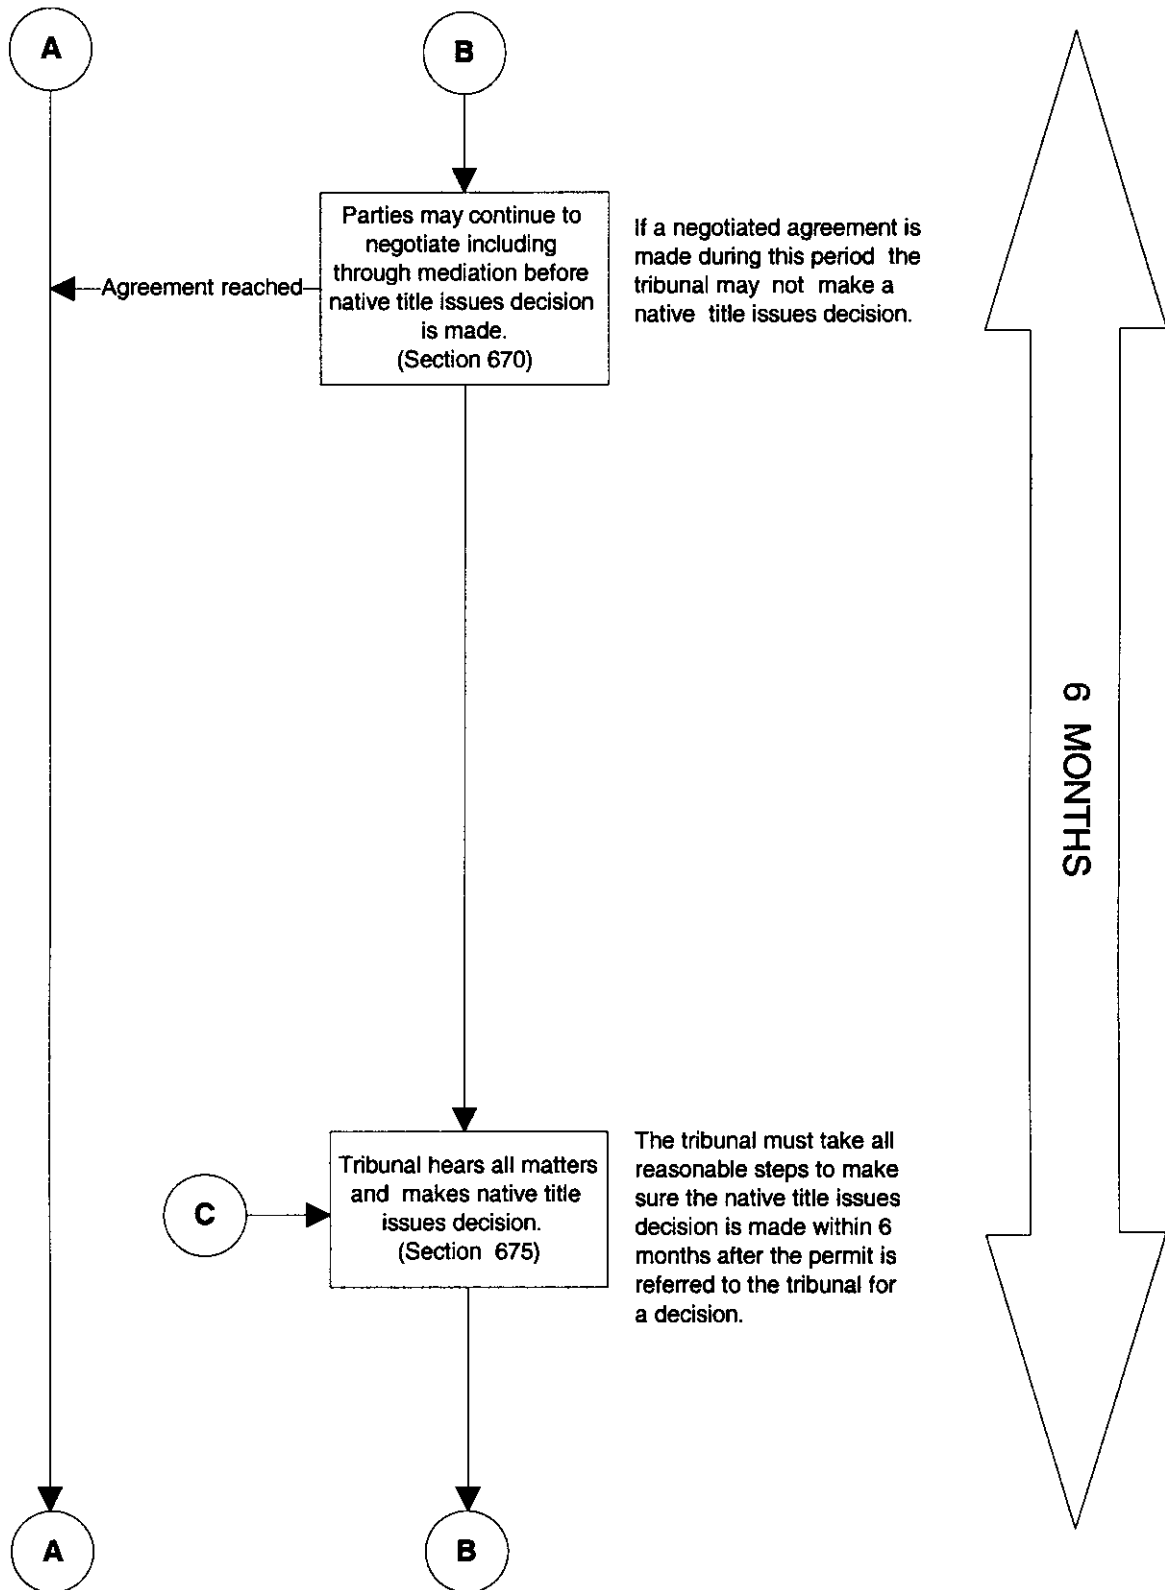 A
B
Parties may continue to
negotiate including
through mediation before
native title issues decision
is made.
(Section 670)
If a negotiated agreement is
made during this period the
tribunal may not make a
native title issues decision.
Agreement reached
6 MONTHS
Tribunal hears all matters
and makes native title
issues decision.
(Section 675)
C
The tribunal must take all
reasonable steps to make
sure the native title issues
decision is made within 6
months after the permit is
referred to the tribunal for
a decision.
A
B